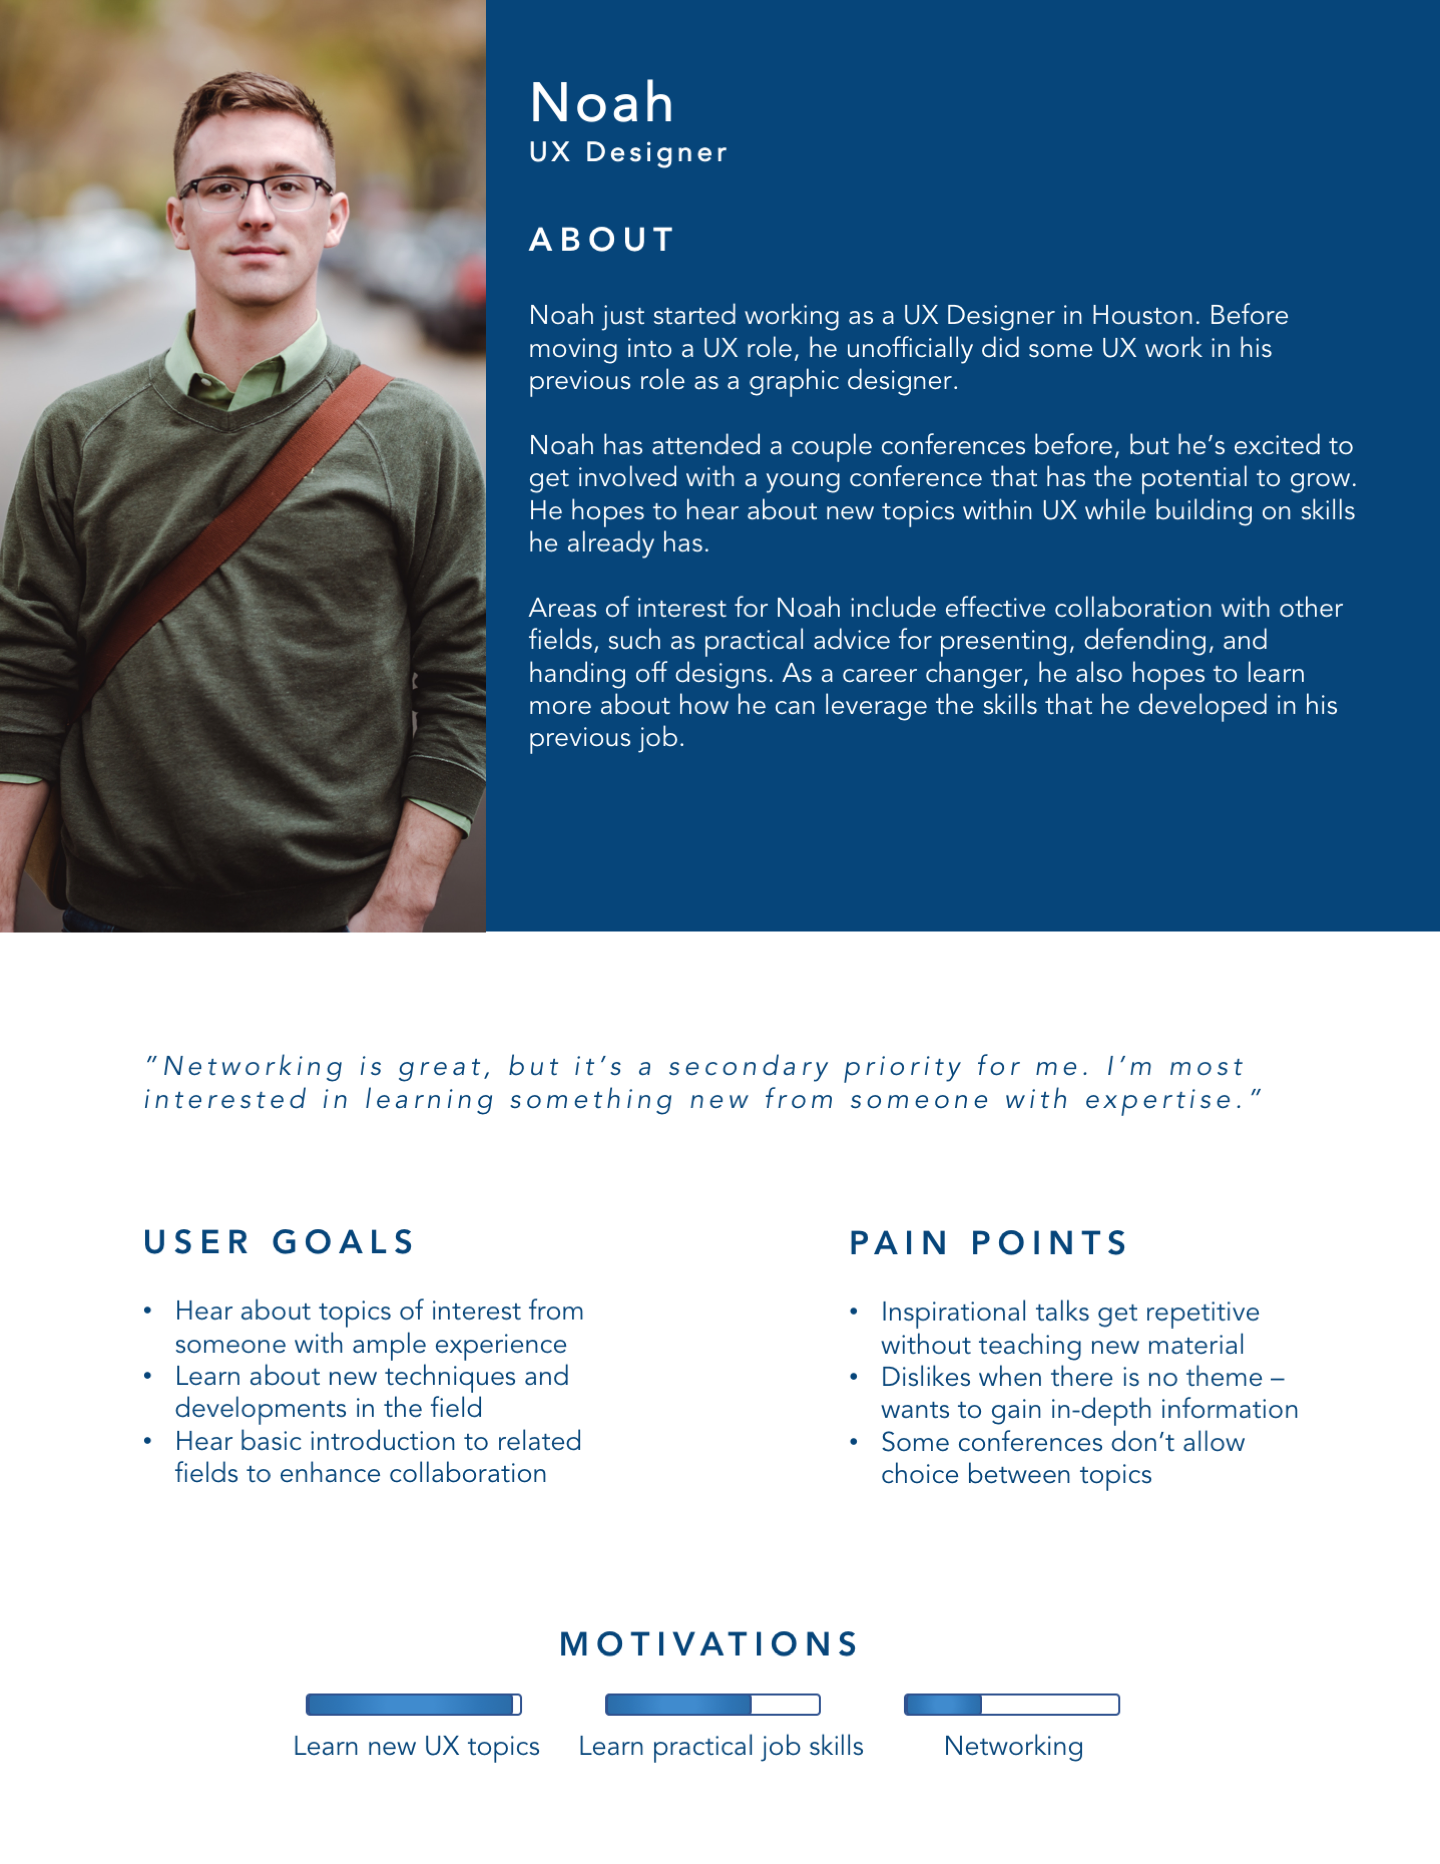 Noah
UX Designer
ABOUT
Noah just started working as a UX Designer in Houston. Before
moving into a UX role, he unofficially did some UX work in his
previous role as a graphic designer.
Noah has attended a couple conferences before, but he’s excited to
get involved with a young conference that has the potential to grow.
He hopes to hear about new topics within UX while building on skills
he already has.
Areas of interest for Noah include effective collaboration with other
fields, such as practical advice for presenting, defending, and
handing off designs. As a career changer, he also hopes to learn
more about how he can leverage the skills that he developed in his
previous job.
”Networking is great, but it’s a secondary priority for me. I’m most
interested in learning something new from someone with expertise.”
USER GOALS
• Hear about topics of interest from
someone with ample experience
• Learn about new techniques and
developments in the field
• Hear basic introduction to related
fields to enhance collaboration
PAIN POINTS
• Inspirational talks get repetitive
without teaching new material
• Dislikes when there is no theme –
wants to gain in-depth information
• Some conferences don’t allow
choice between topics
MOTIVATIONS
Learn new UX topics
Learn practical job skills
Networking